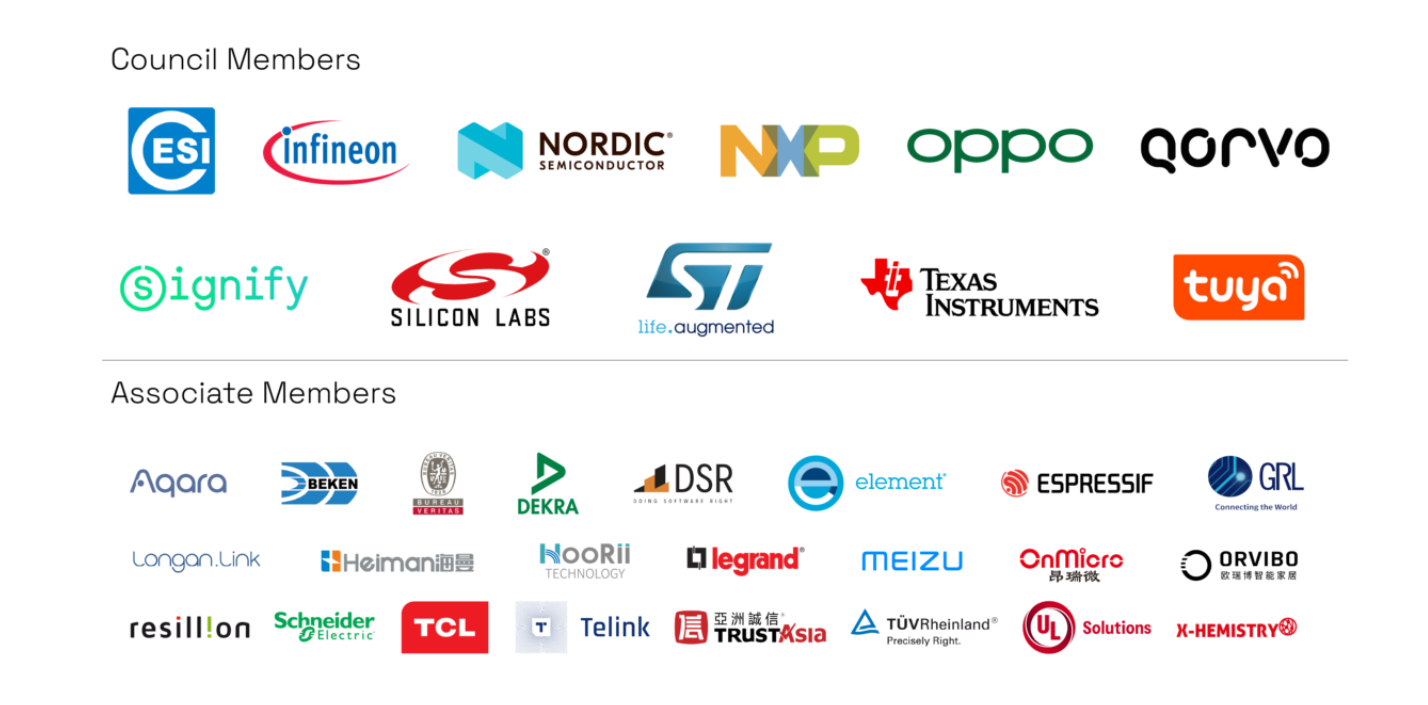 Council Members
CESI infineon NORDIC® NXP oppo QORVO
SEMICONDUCTOR
signify SILICON LABS® ST TEXAS INSTRUMENTS tuya
life.augmented
Associate Members
Aqara BEKEN BUREAU VERITAS DEKRA DSR element ESPRESSIF GRL
DOING SOFTWARE RIGHT
Connecting the World
Longan.Link Heiman海曼 NooRii legrand® MEIZU OnMicro ORVIBO
TECHNOLOGY 昂瑞微 欧瑞博智能家居
resill!on Schneider Electric TCL T Telink 亞洲誠信 TRUSTAsia TÜVRheinland® UL Solutions X-HEMISTRY
Precisely Right.